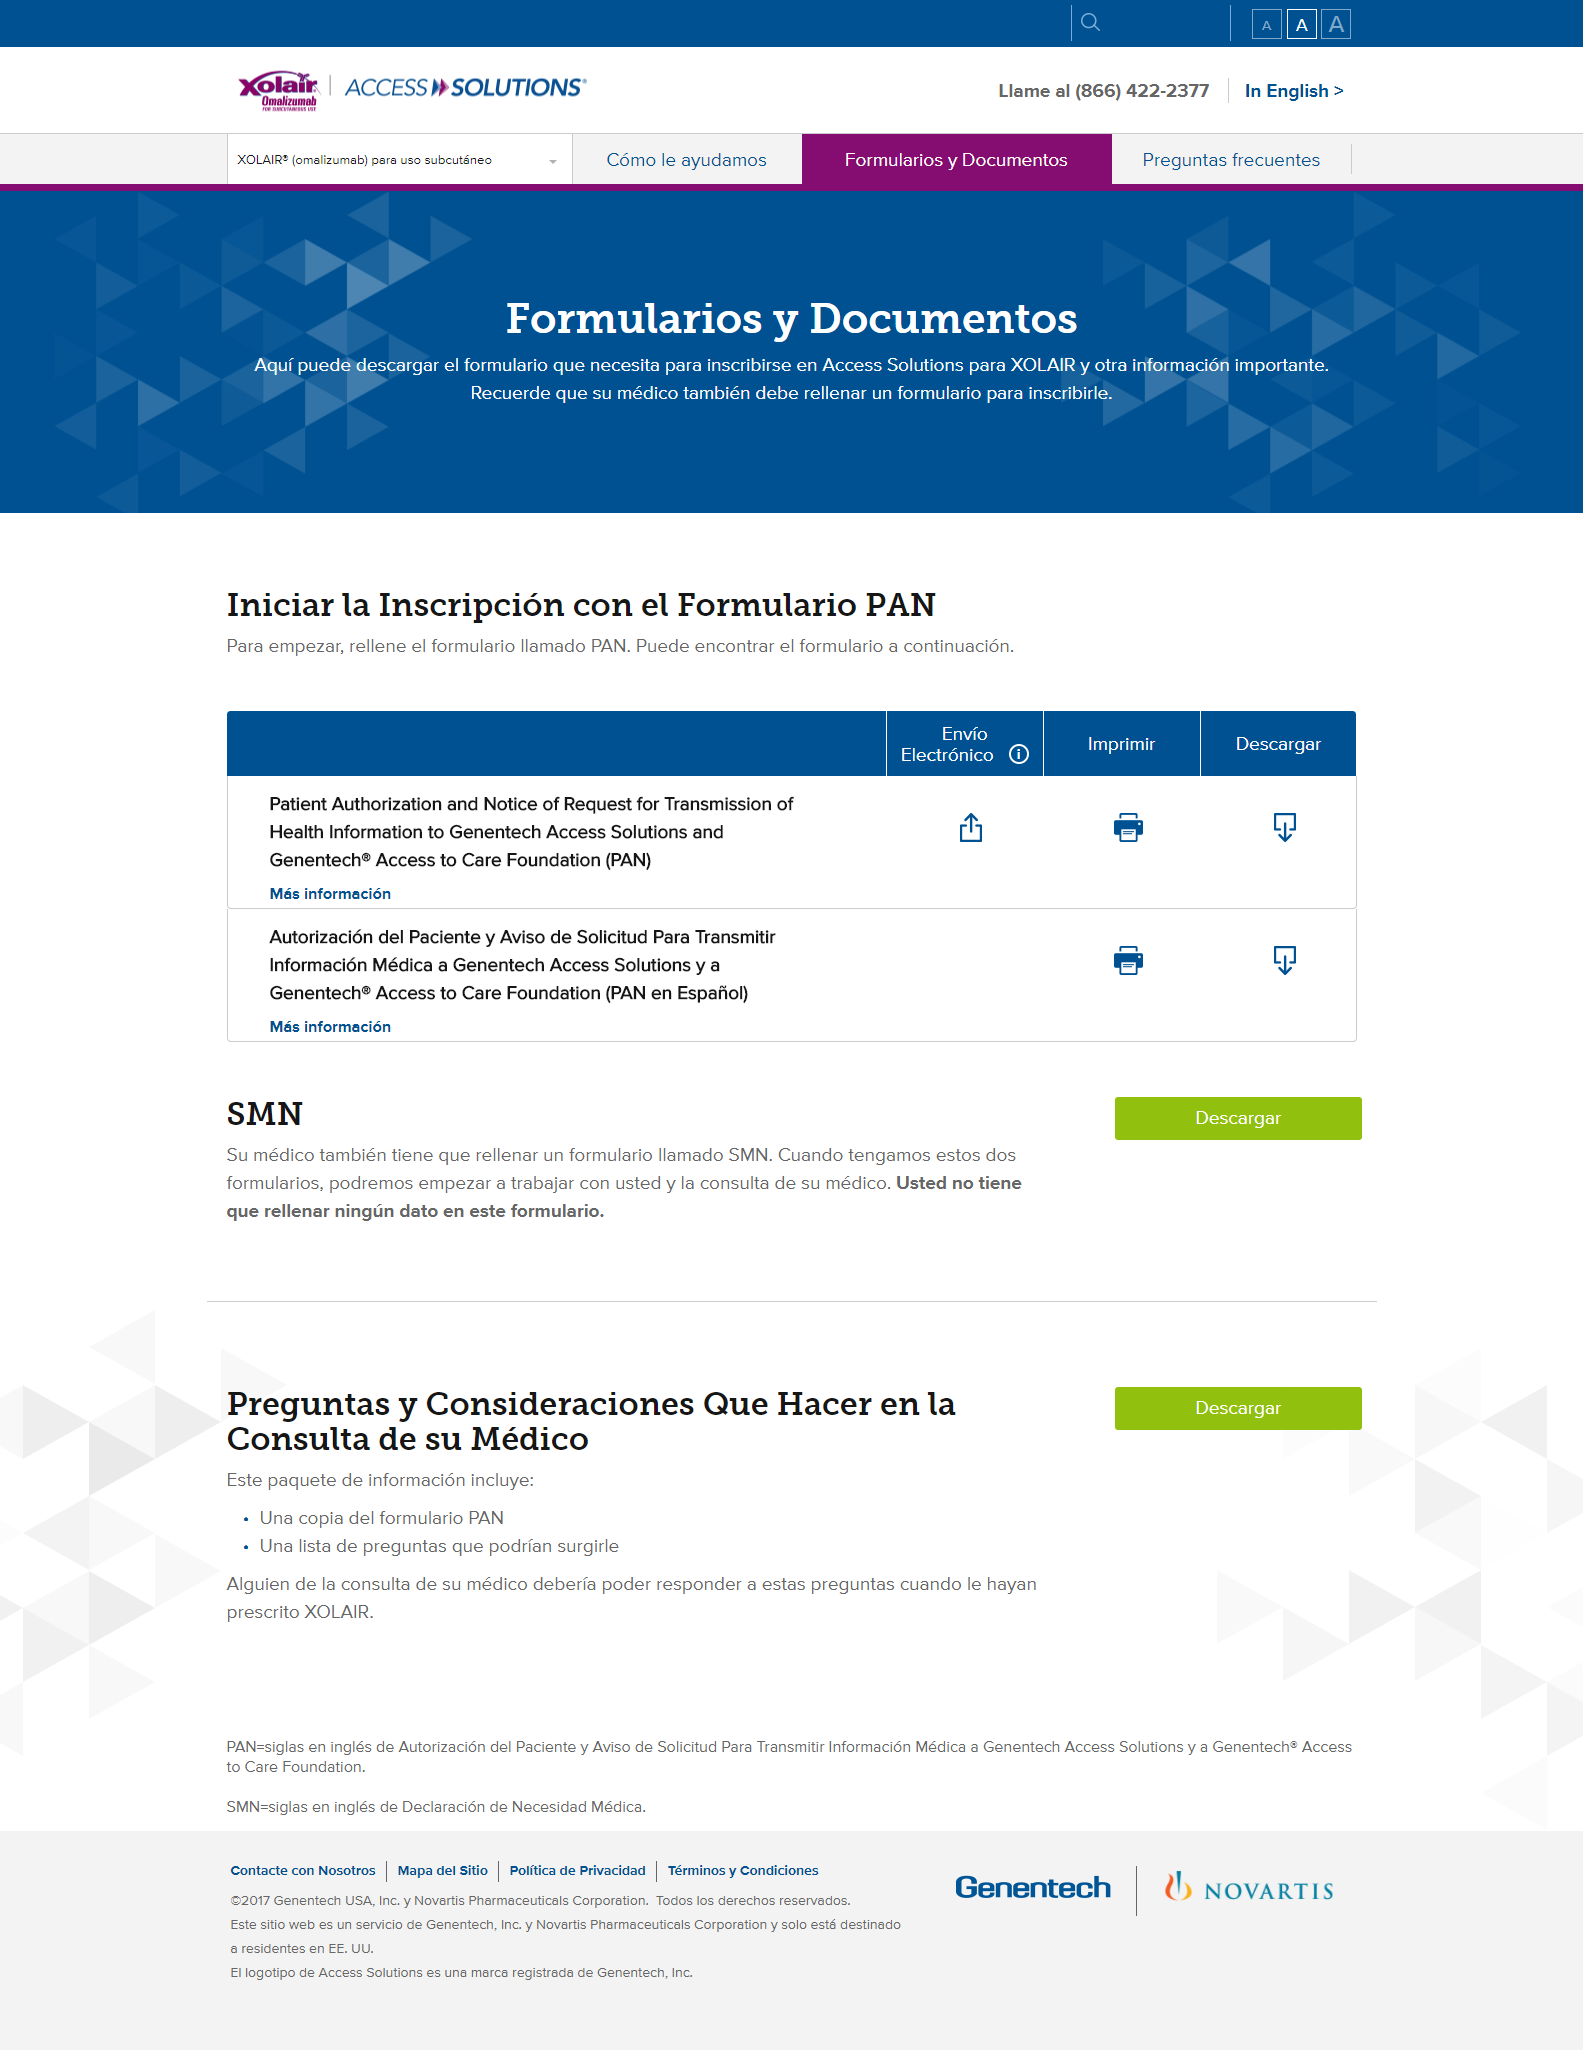 A A A
Xolair
Omalizumab
FOR SUBCUTANEOUS USE
ACCESS SOLUTIONS®
Llame al (866) 422-2377
In English >
XOLAIR® (omalizumab) para uso subcutáneo
Cómo le ayudamos
Formularios y Documentos
Preguntas frecuentes
Formularios y Documentos
Aquí puede descargar el formulario que necesita para inscribirse en Access Solutions para XOLAIR y otra información importante.
Recuerde que su médico también debe rellenar un formulario para inscribirle.
Iniciar la Inscripción con el Formulario PAN
Para empezar, rellene el formulario llamado PAN. Puede encontrar el formulario a continuación.
Envío
Electrónico
Imprimir
Descargar
Patient Authorization and Notice of Request for Transmission of
Health Information to Genentech Access Solutions and
Genentech® Access to Care Foundation (PAN)
Más información
Autorización del Paciente y Aviso de Solicitud Para Transmitir
Información Médica a Genentech Access Solutions y a
Genentech® Access to Care Foundation (PAN en Español)
Más información
SMN
Descargar
Su médico también tiene que rellenar un formulario llamado SMN. Cuando tengamos estos dos
formularios, podremos empezar a trabajar con usted y la consulta de su médico. Usted no tiene
que rellenar ningún dato en este formulario.
Preguntas y Consideraciones Que Hacer en la
Consulta de su Médico
Descargar
Este paquete de información incluye:
• Una copia del formulario PAN
• Una lista de preguntas que podrían surgirle
Alguien de la consulta de su médico debería poder responder a estas preguntas cuando le hayan
prescrito XOLAIR.
PAN=siglas en inglés de Autorización del Paciente y Aviso de Solicitud Para Transmitir Información Médica a Genentech Access Solutions y a Genentech® Access
to Care Foundation.
SMN=siglas en inglés de Declaración de Necesidad Médica.
Contacte con Nosotros
Mapa del Sitio
Política de Privacidad
Términos y Condiciones
©2017 Genentech USA, Inc. y Novartis Pharmaceuticals Corporation. Todos los derechos reservados.
Este sitio web es un servicio de Genentech, Inc. y Novartis Pharmaceuticals Corporation y solo está destinado
a residentes en EE. UU.
El logotipo de Access Solutions es una marca registrada de Genentech, Inc.
Genentech
NOVARTIS